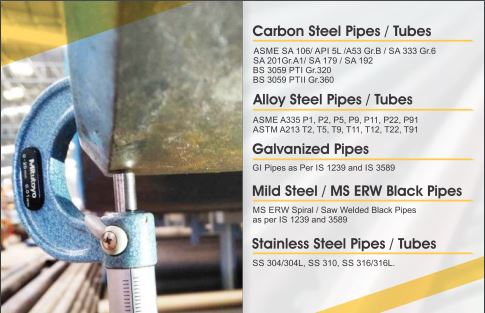 Carbon Steel Pipes / Tubes
ASME SA 106/ API 5L /A53 Gr.B / SA 333 Gr.6
SA 201Gr.A1/ SA 179 / SA 192
BS 3059 PTI Gr.320
BS 3059 PTII Gr.360
Alloy Steel Pipes / Tubes
ASME A335 P1, P2, P5, P9, P11, P22, P91
ASTM A213 T2, T5, T9, T11, T12, T22, T91
Galvanized Pipes
GI Pipes as Per IS 1239 and IS 3589
Mild Steel / MS ERW Black Pipes
MS ERW Spiral / Saw Welded Black Pipes
as per IS 1239 and 3589
Stainless Steel Pipes / Tubes
SS 304/304L, SS 310, SS 316/316L.
Mitutoyo